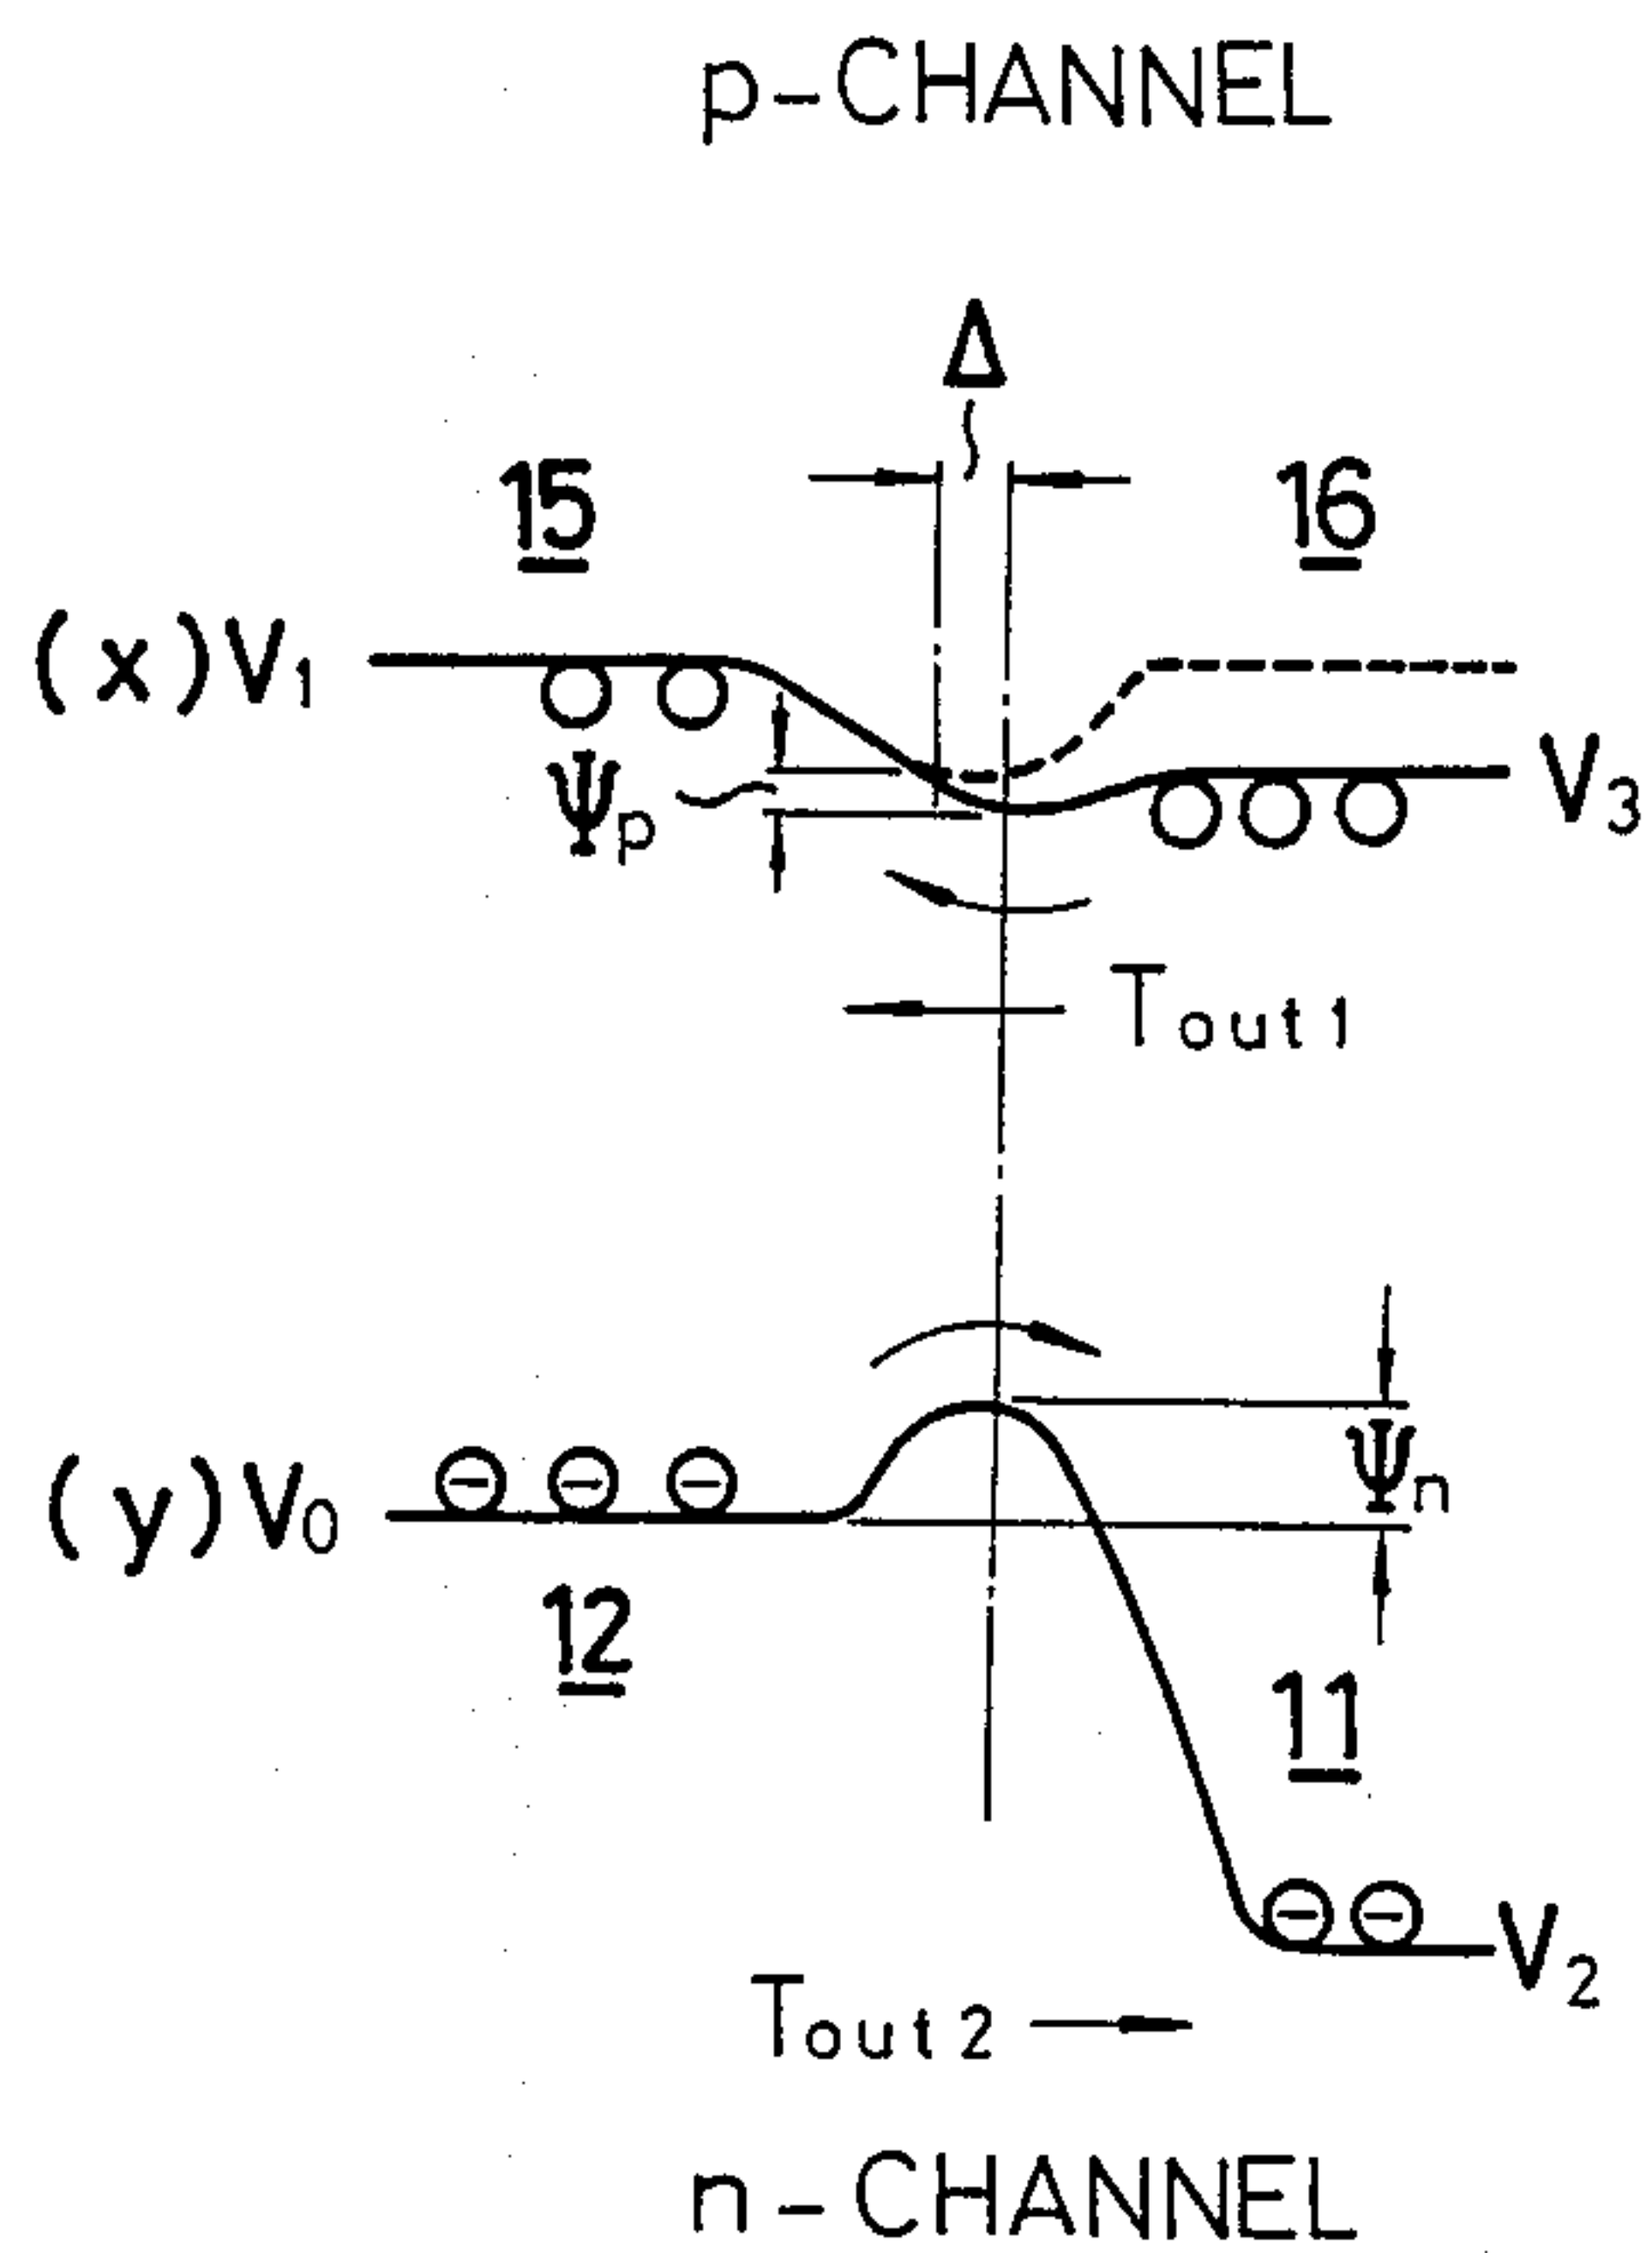 p-CHANNEL
Δ
15
16
(x)V1
V3
Ψp
Tout1
(y)V0
Ψn
12
11
V2
Tout2
n-CHANNEL